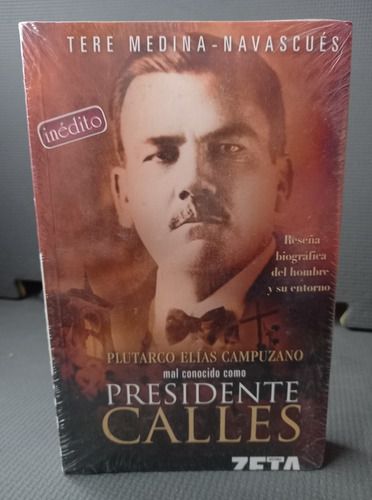 TERE MEDINA-NAVASCUÉS
inédito
Reseña
biográfica
del hombre
y su entorno
PLUTARCO ELÍAS CAMPUZANO
mal conocido como
PRESIDENTE
CALLES
ZETA